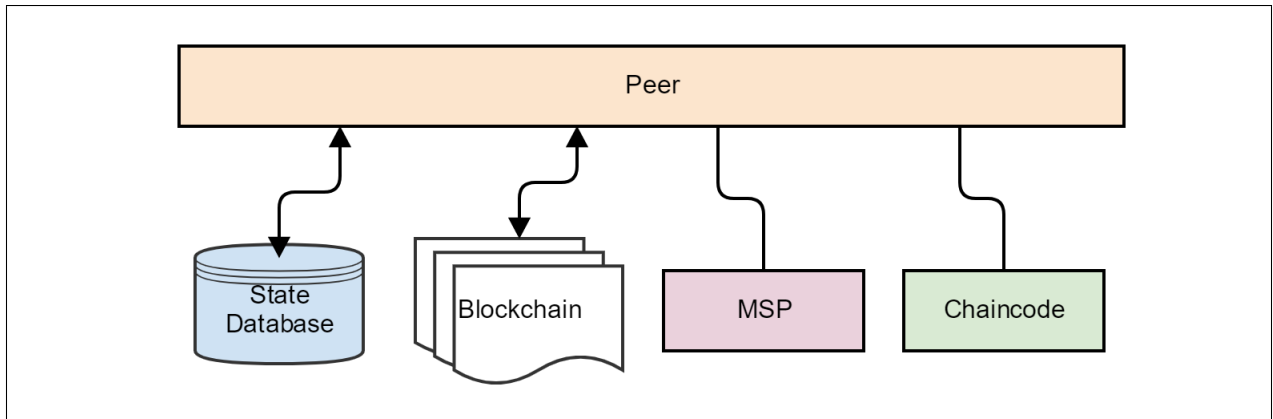 Peer
State
Database
Blockchain
MSP
Chaincode